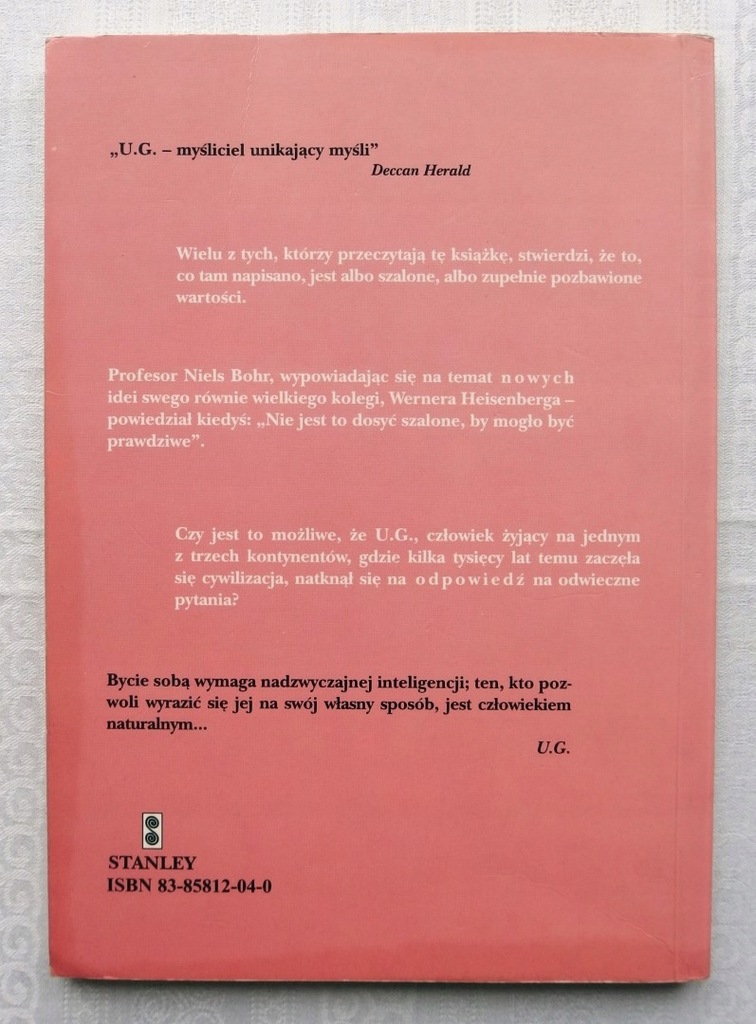 „U.G. – myśliciel unikający myśli”
Deccan Herald
Wielu z tych, którzy przeczytają tę książkę, stwierdzi, że to,
co tam napisano, jest albo szalone, albo zupełnie pozbawione
wartości.
Profesor Niels Bohr, wypowiadając się na temat nowych
idei swego równie wielkiego kolegi, Wernera Heisenberga –
powiedział kiedyś: „Nie jest to dosyć szalone, by mogło być
prawdziwe”.
Czy jest to możliwe, że U.G., człowiek żyjący na jednym
z trzech kontynentów, gdzie kilka tysięcy lat temu zaczęła
się cywilizacja, natknął się na odpowiedź na odwieczne
pytania?
Bycie sobą wymaga nadzwyczajnej inteligencji; ten, kto poz-
woli wyrazić się jej na swój własny sposób, jest człowiekiem
naturalnym...
U.G.
STANLEY
ISBN 83-85812-04-0